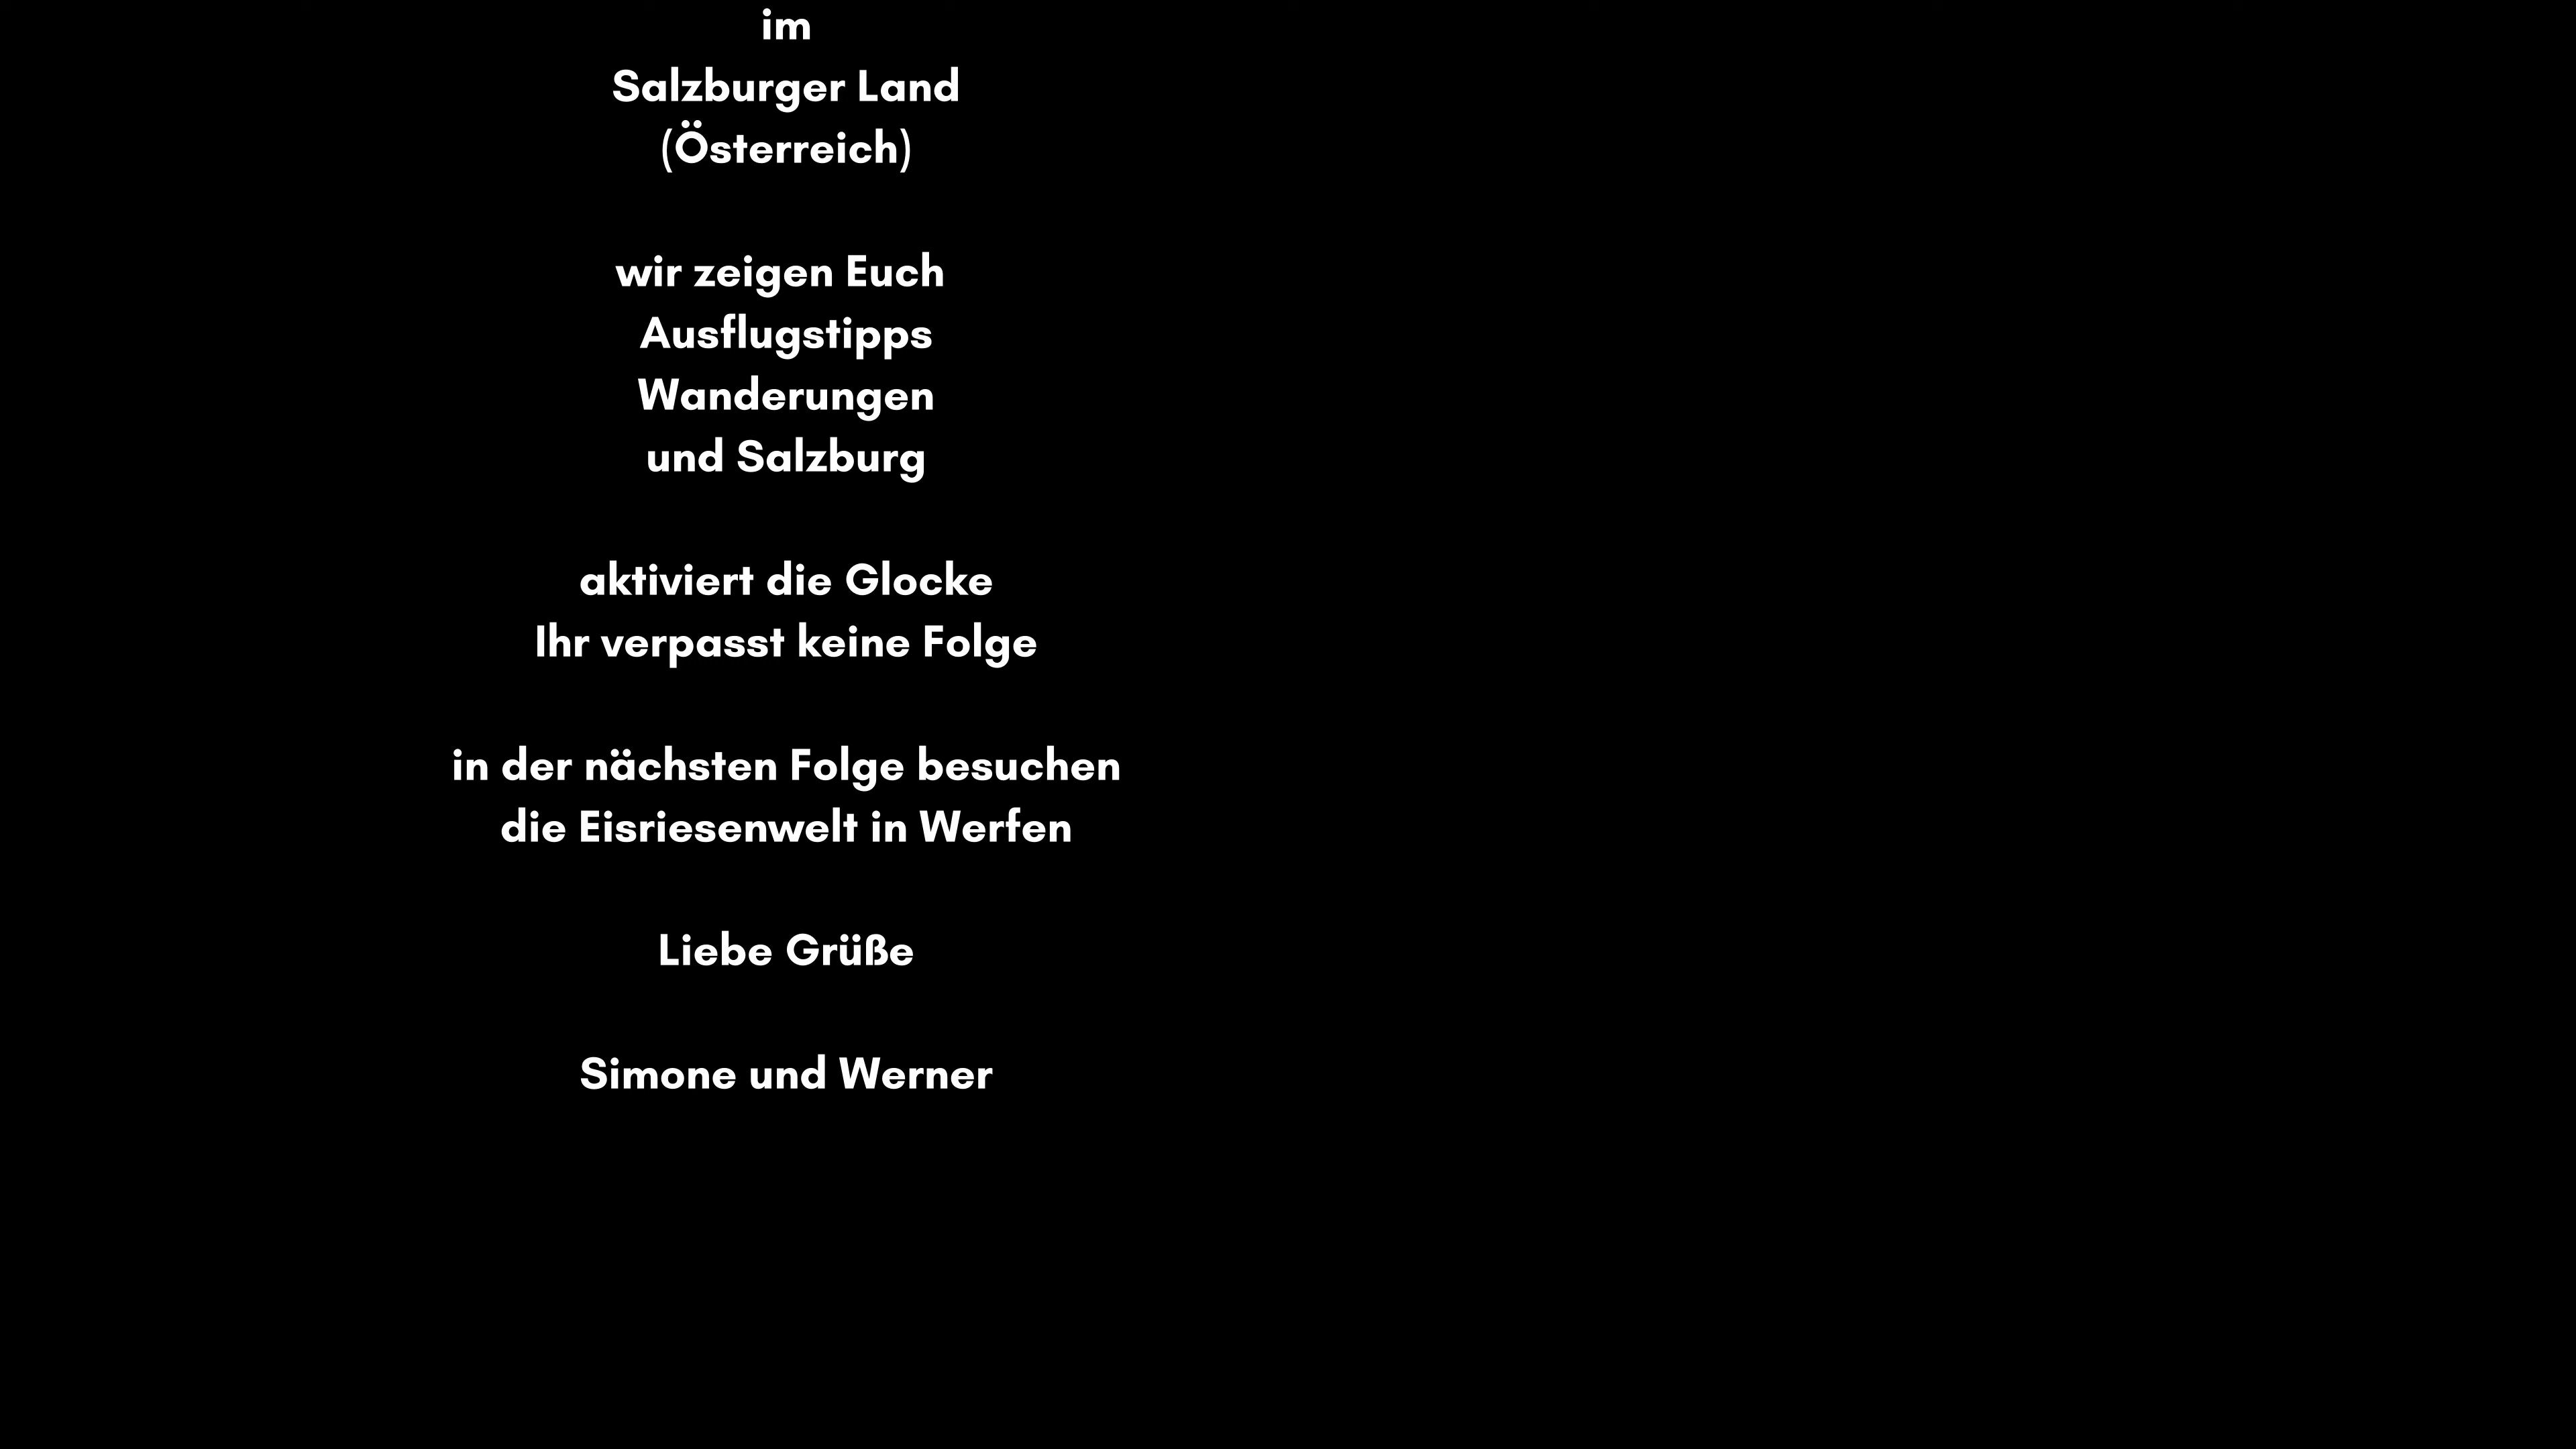 im
Salzburger Land
(Österreich)
wir zeigen Euch
Ausflugstipps
Wanderungen
und Salzburg
aktiviert die Glocke
Ihr verpasst keine Folge
in der nächsten Folge besuchen
die Eisriesenwelt in Werfen
Liebe Grüße
Simone und Werner